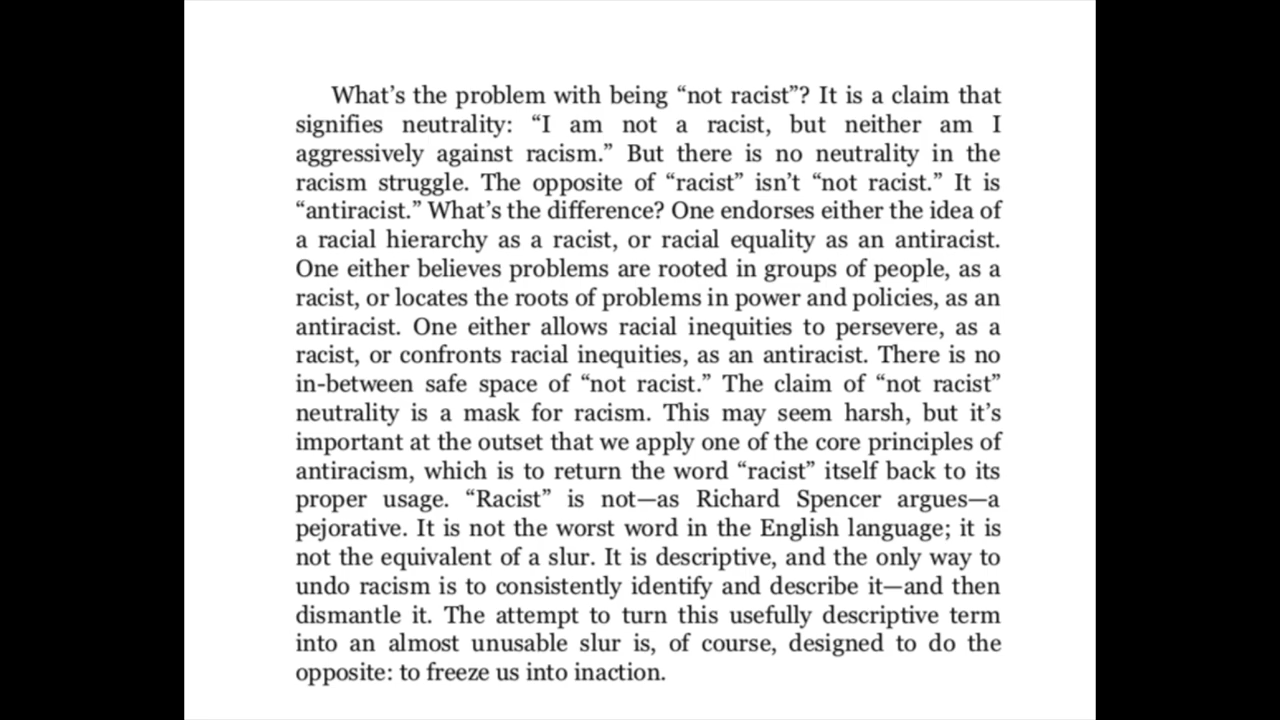 What’s the problem with being “not racist”? It is a claim that
signifies neutrality: “I am not a racist, but neither am I
aggressively against racism.” But there is no neutrality in the
racism struggle. The opposite of “racist” isn’t “not racist.” It is
“antiracist.” What’s the difference? One endorses either the idea of
a racial hierarchy as a racist, or racial equality as an antiracist.
One either believes problems are rooted in groups of people, as a
racist, or locates the roots of problems in power and policies, as an
antiracist. One either allows racial inequities to persevere, as a
racist, or confronts racial inequities, as an antiracist. There is no
in-between safe space of “not racist.” The claim of “not racist”
neutrality is a mask for racism. This may seem harsh, but it’s
important at the outset that we apply one of the core principles of
antiracism, which is to return the word “racist” itself back to its
proper usage. “Racist” is not—as Richard Spencer argues—a
pejorative. It is not the worst word in the English language; it is
not the equivalent of a slur. It is descriptive, and the only way to
undo racism is to consistently identify and describe it—and then
dismantle it. The attempt to turn this usefully descriptive term
into an almost unusable slur is, of course, designed to do the
opposite: to freeze us into inaction.